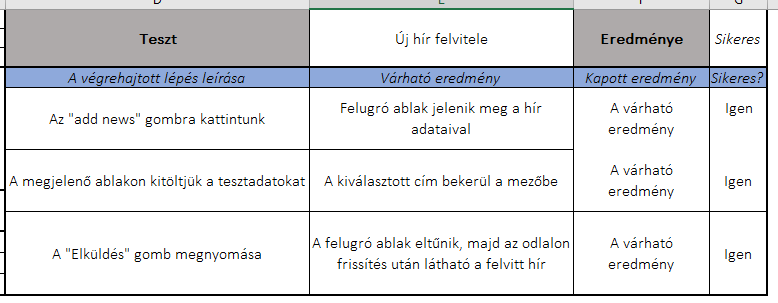 D E F G
Teszt Új hír felvitele Eredménye Sikeres
A végrehajtott lépés leírása Várható eredmény Kapott eredmény Sikeres?
Az "add news" gombra kattintunk Felugró ablak jelenik meg a hír A várható Igen
adataival eredmény
A megjelenő ablakon kitöltjük a tesztadatokat A kiválasztott cím bekerül a mezőbe A várható Igen
eredmény
A "Elküldés" gomb megnyomása A felugró ablak eltűnik, majd az odlalon A várható Igen
frissítés után látható a felvitt hír eredmény